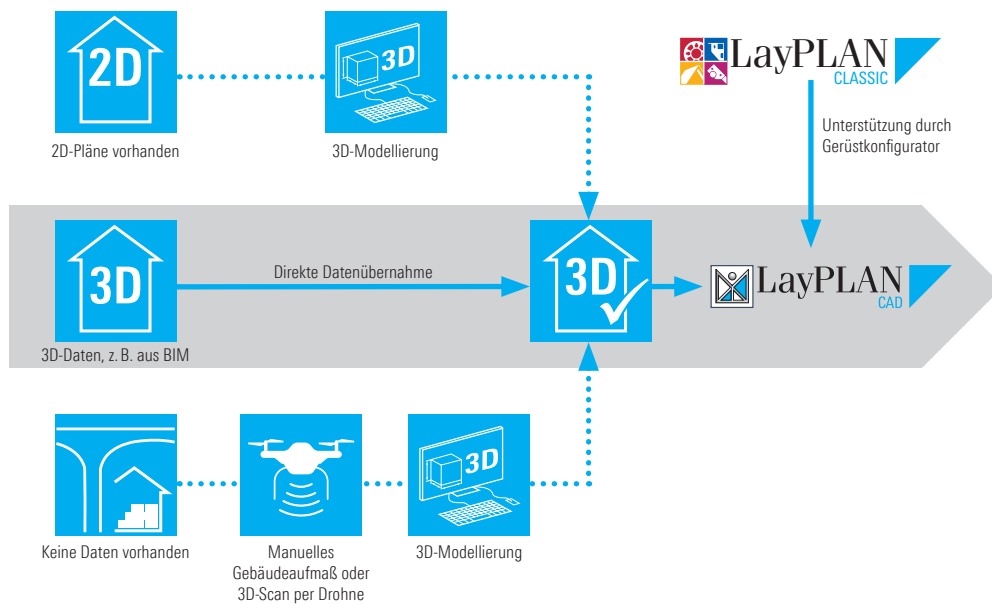 2D
3D
2D-Pläne vorhanden
3D-Modellierung
LayPLAN
CLASSIC
Unterstützung durch
Gerüstkonfigurator
3D
Direkte Datenübernahme
3D
LayPLAN
CAD
3D-Daten, z. B. aus BIM
3D
Keine Daten vorhanden
Manuelles
Gebäudeaufmaß oder
3D-Scan per Drohne
3D-Modellierung